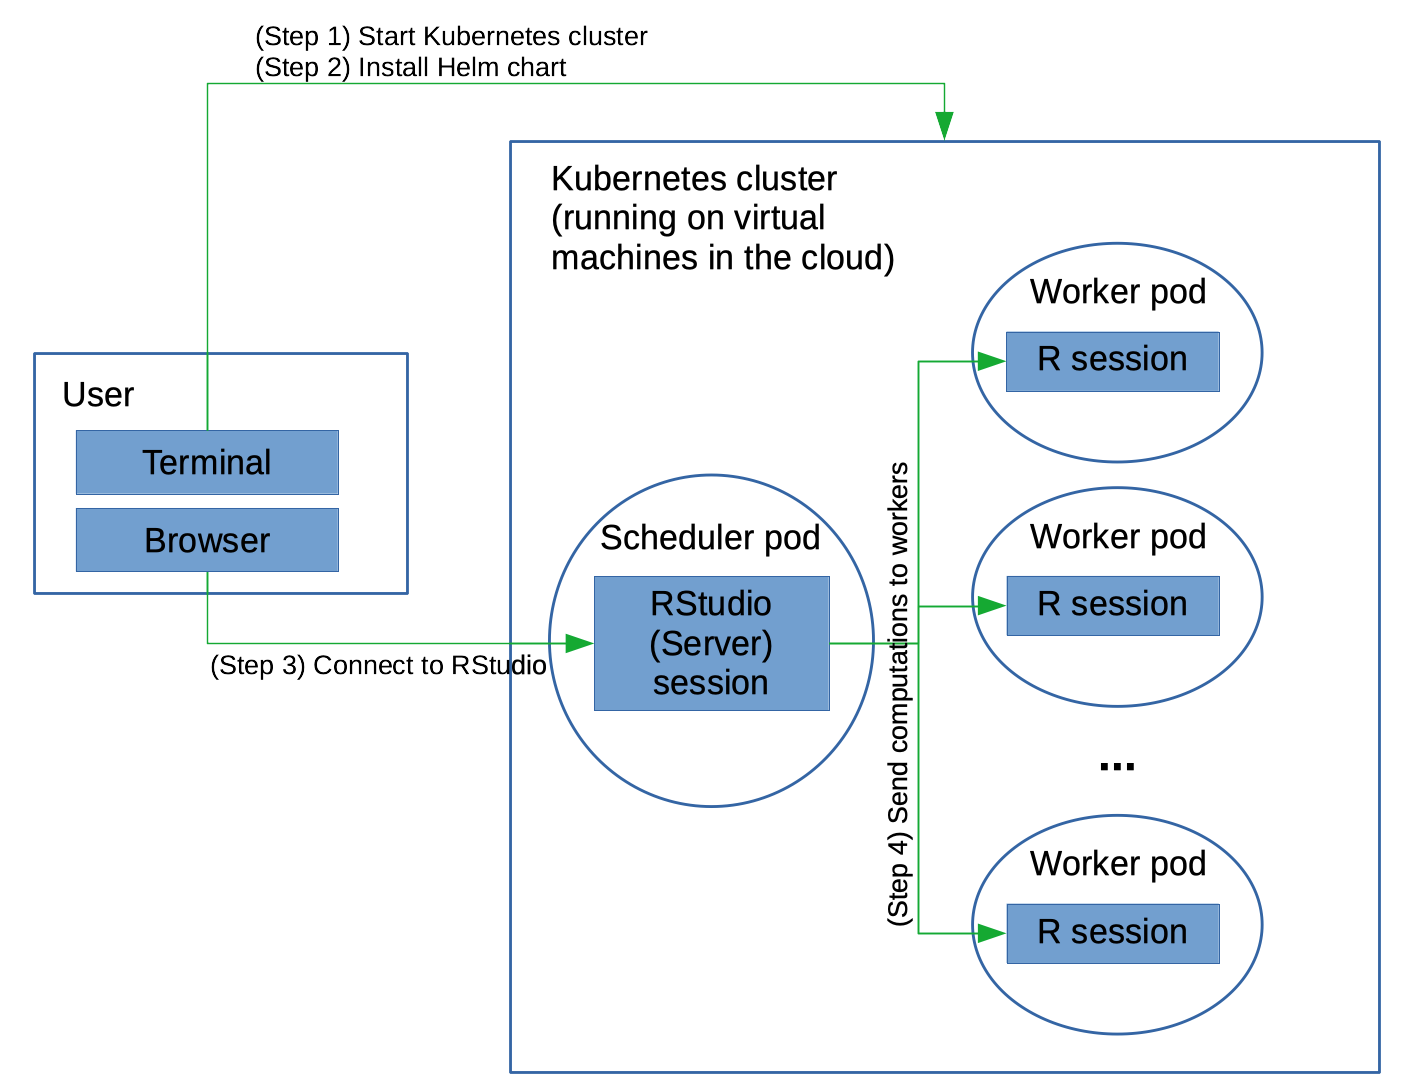 (Step 1) Start Kubernetes cluster
(Step 2) Install Helm chart
Kubernetes cluster
(running on virtual
machines in the cloud)
User
Terminal
Browser
(Step 3) Connect to RStudio
Scheduler pod
RStudio
(Server)
session
(Step 4) Send computations to workers
Worker pod
R session
Worker pod
R session
...
Worker pod
R session